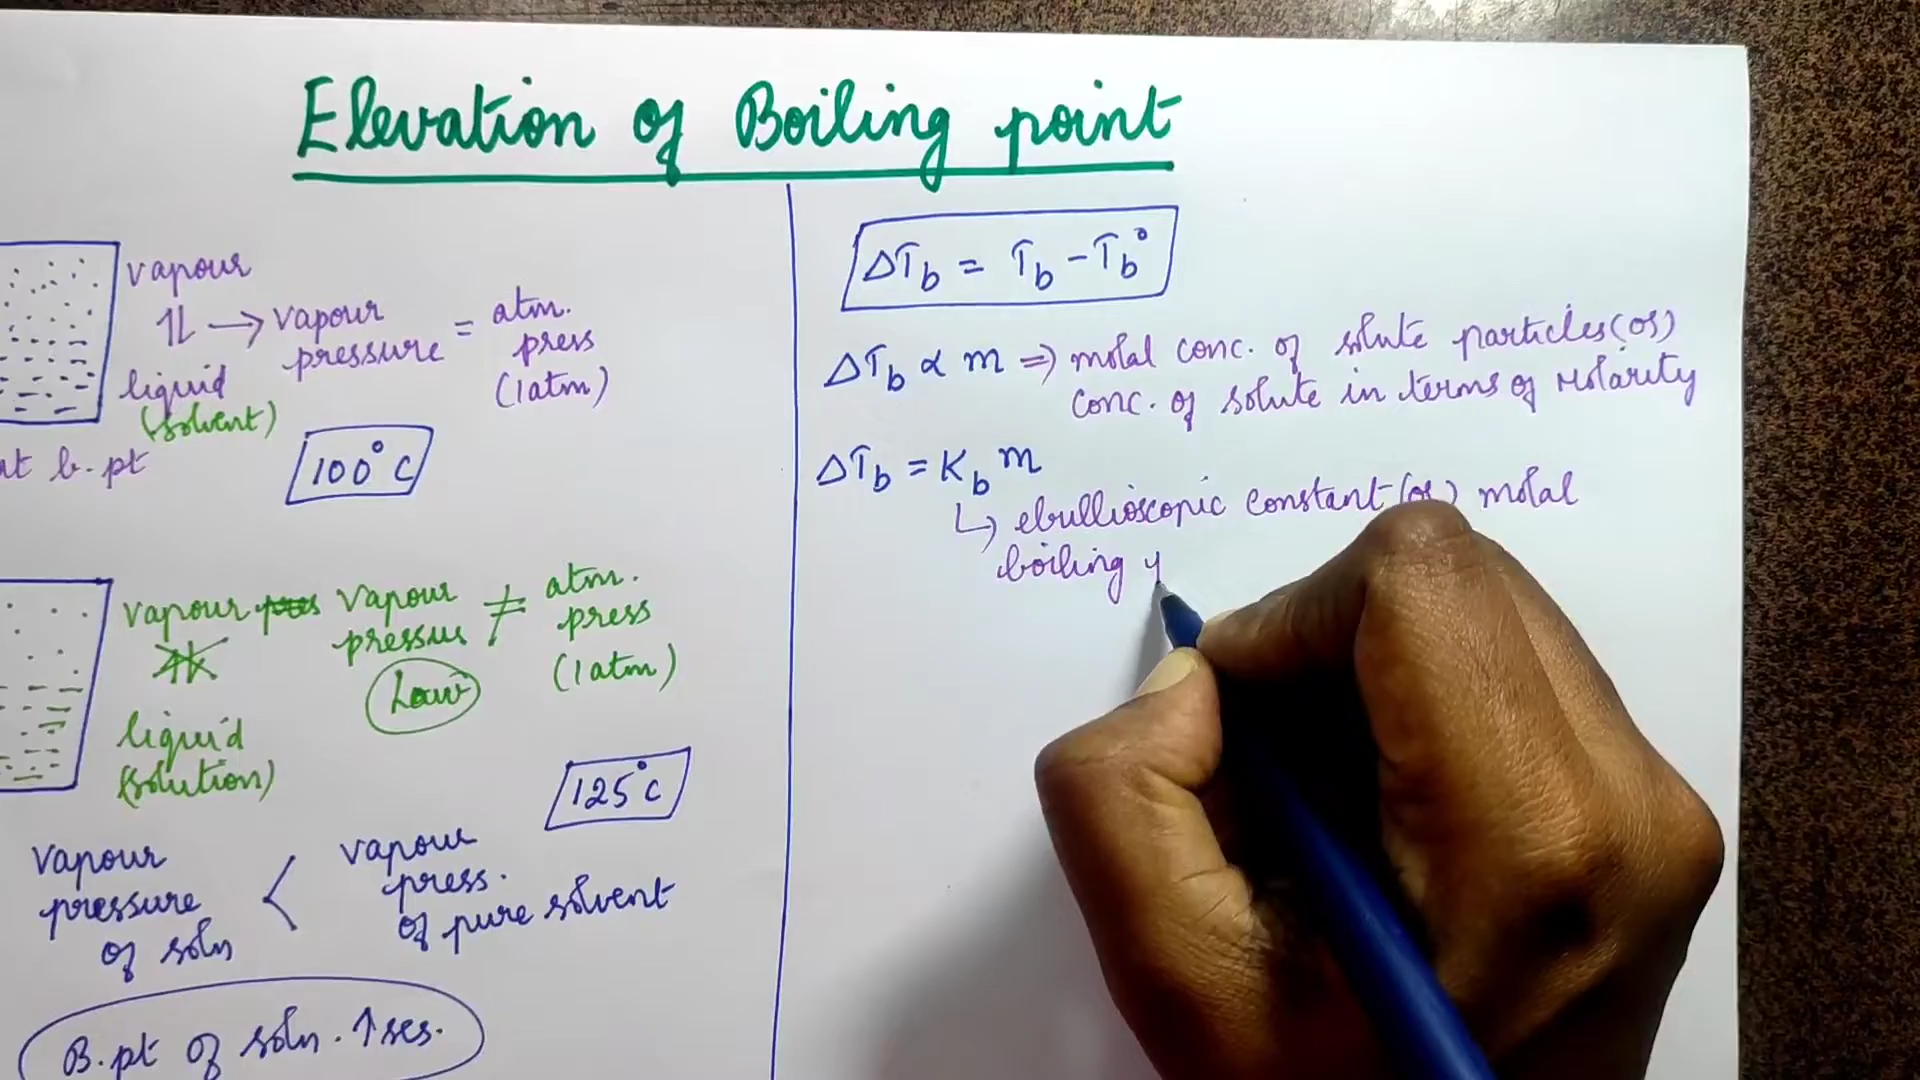 Elevation of Boiling point
vapour
⇅ → vapour pressure = atm. press (1atm)
liquid
(solvent)
at b.pt
100°C
vapour vapour pressus ≠ atm. press (1atm)
Low
liquid
(solution)
125°C
vapour pressure of soln < vapour press. of pure solvent
B.pt of soln. ↑ses.
ΔTb = Tb - Tb°
ΔTb ∝ m ⇒ molal conc. of solute particles (or)
conc. of solute in terms of Molarity
ΔTb = Kb m
↳ ebullioscopic constant (or) molal
boiling